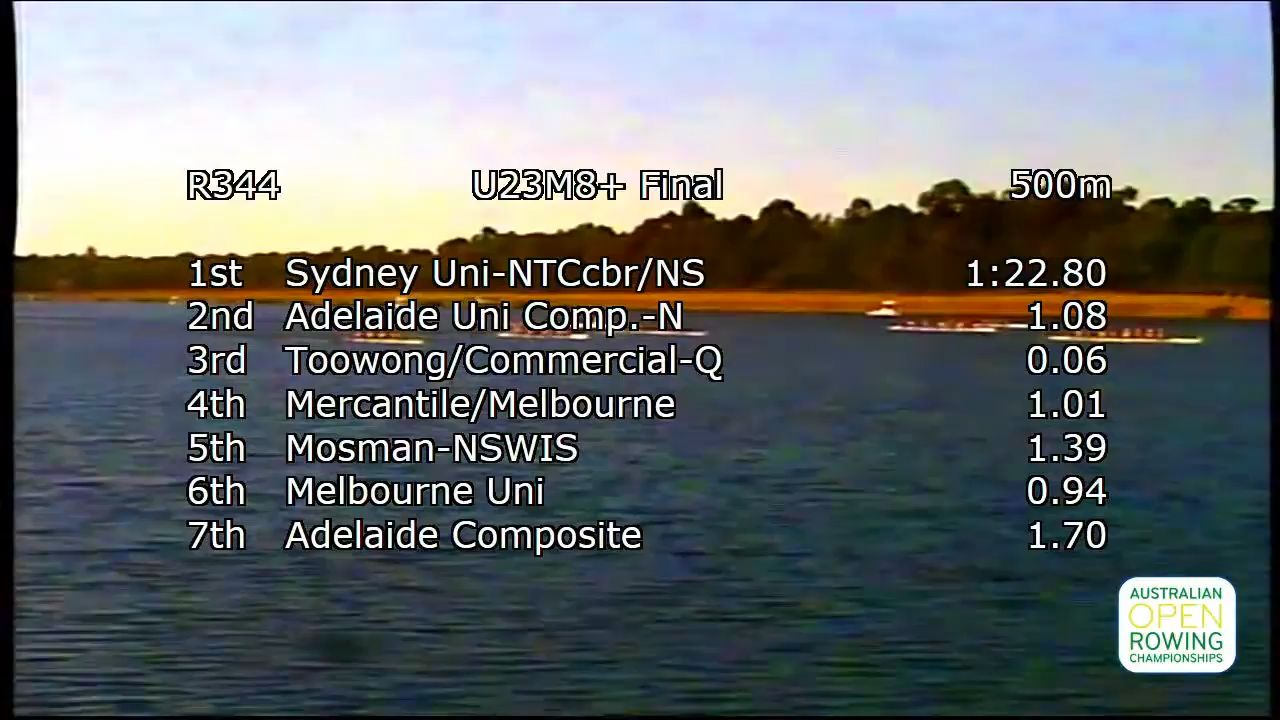 R344 U23M8+ Final 500m
1st Sydney Uni-NTCcbr/NS 1:22.80
2nd Adelaide Uni Comp.-N 1.08
3rd Toowong/Commercial-Q 0.06
4th Mercantile/Melbourne 1.01
5th Mosman-NSWIS 1.39
6th Melbourne Uni 0.94
7th Adelaide Composite 1.70
AUSTRALIAN
OPEN
ROWING
CHAMPIONSHIPS